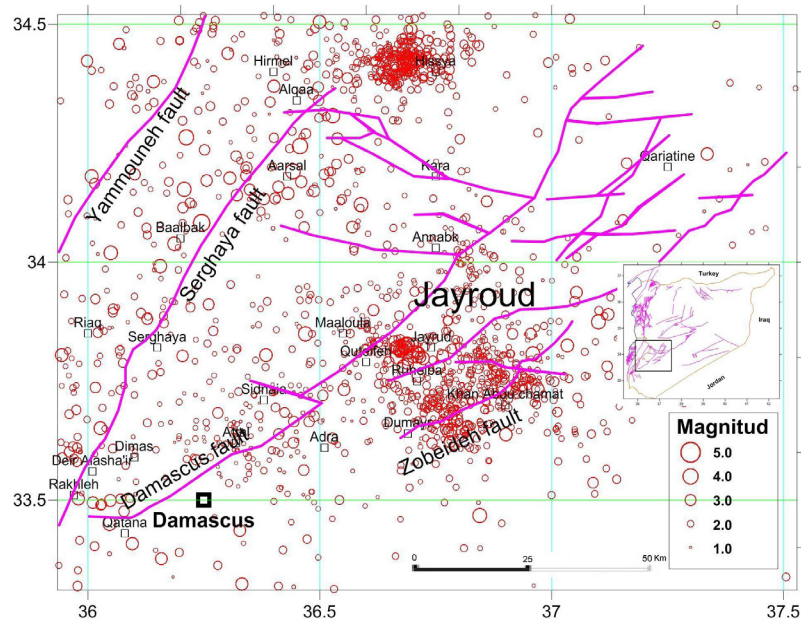 34.5
34
33.5
36
36.5
37
37.5
Hirmel
Hissya
Alqaa
Yammouneh fault
Aarsal
Kara
Qariatine
Baalbak
Serghaya fault
Annabk
Jayroud
Riaq
Serghaya
Maaloula
Jayrud
Qutaifeh
Ruhaiba
Sidnaia
Khan Abou chamat
Duma
Adra
Zobeideh fault
Dimas
Deir Alasha'ir
Damascus fault
Rakhleh
Qatana
Damascus
Turkey
Iraq
Jordan
Magnitud
5.0
4.0
3.0
2.0
1.0
0
25
50 Km